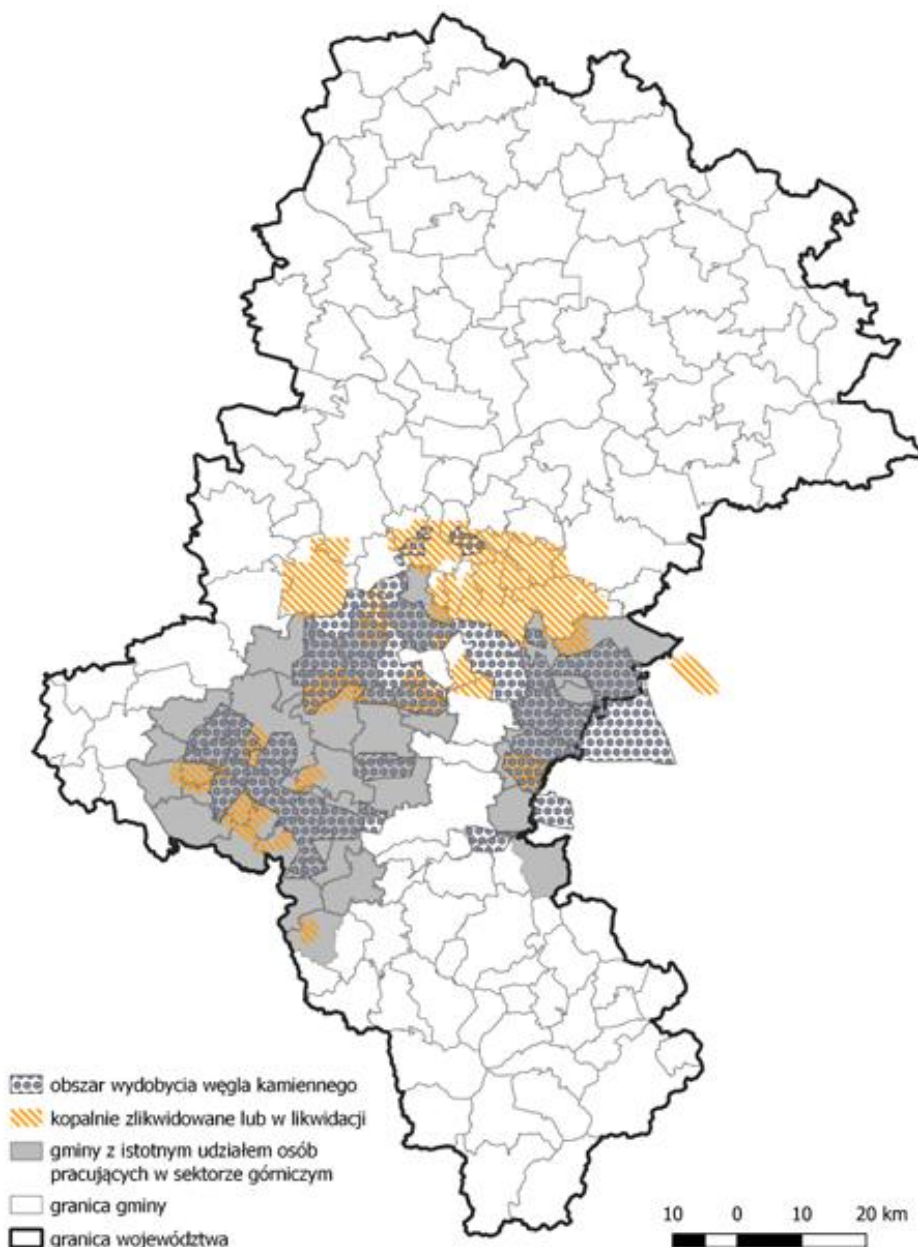 obszar wydobycia węgla kamiennego
kopalnie zlikwidowane lub w likwidacji
gminy z istotnym udziałem osób
pracujących w sektorze górniczym
granica gminy
granica województwa
10 0 10 20 km